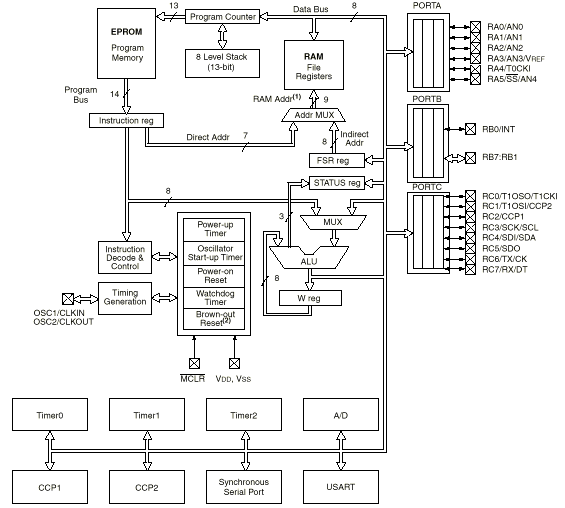 13
Data Bus
8
PORTA
EPROM
Program
Memory
Program Counter
8 Level Stack
(13-bit)
RAM
File
Registers
RA0/AN0
RA1/AN1
RA2/AN2
RA3/AN3/VREF
RA4/T0CKI
RA5/SS/AN4
Program
Bus
14
RAM Addr(1)
9
PORTB
Instruction reg
Addr MUX
RB0/INT
RB7:RB1
Direct Addr
7
8
Indirect
Addr
FSR reg
STATUS reg
PORTC
8
3
MUX
RC0/T1OSO/T1CKI
RC1/T1OSI/CCP2
RC2/CCP1
RC3/SCK/SCL
RC4/SDI/SDA
RC5/SDO
RC6/TX/CK
RC7/RX/DT
Instruction
Decode &
Control
Power-up
Timer
Oscillator
Start-up Timer
Power-on
Reset
Watchdog
Timer
Brown-out
Reset(2)
ALU
8
W reg
Timing
Generation
OSC1/CLKIN
OSC2/CLKOUT
MCLR
VDD, VSS
Timer0
Timer1
Timer2
A/D
CCP1
CCP2
Synchronous
Serial Port
USART